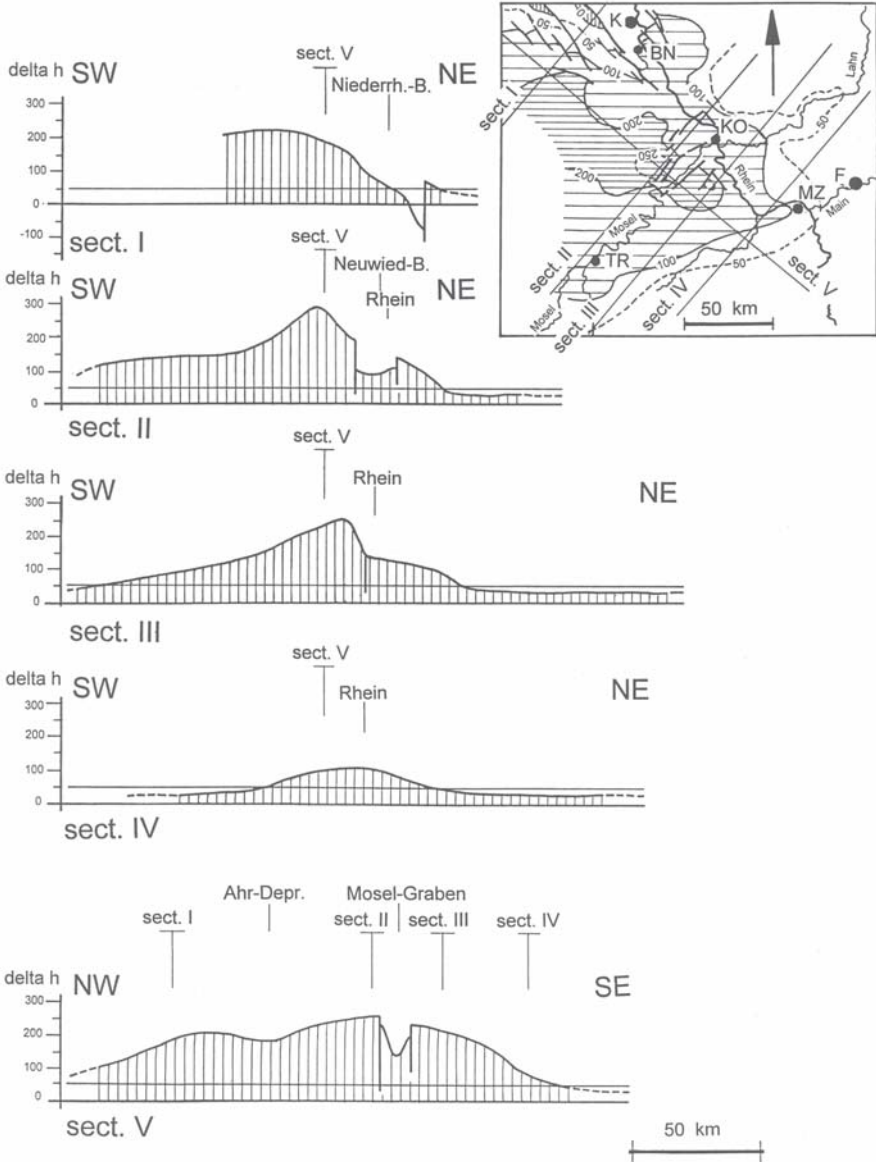 delta h SW
sect. V
Niederrh.-B.
NE
300
200
100
0
-100
sect. I
sect. V
delta h SW
Neuwied-B.
Rhein
NE
300
200
100
0
sect. II
sect. V
delta h SW
Rhein
NE
300
200
100
0
sect. III
sect. V
delta h SW
Rhein
NE
300
200
100
0
sect. IV
Ahr-Depr. Mosel-Graben
sect. I sect. II sect. III sect. IV
delta h NW SE
300
200
100
0
sect. V
50 km
K
50
50
BN
100
100
Lahn
sect. I
200
50
KO
250
200
Rhein
F
MZ
Main
Mosel
TR
100
50
sect. II
Mosel
sect. III
sect. IV
sect. V
50 km